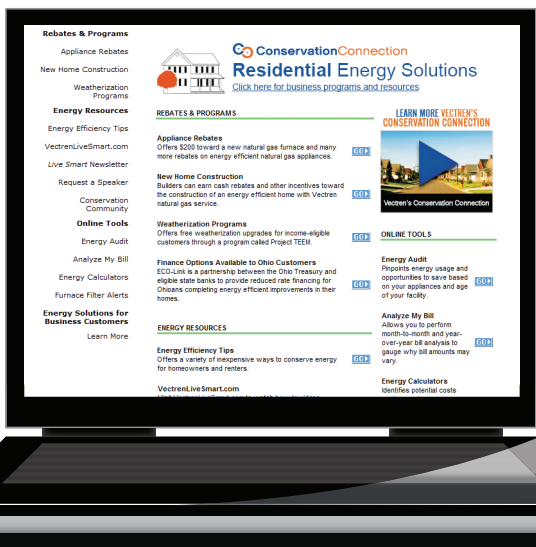 Rebates & Programs
Appliance Rebates
New Home Construction
Weatherization
Programs
Energy Resources
Energy Efficiency Tips
VectrenLiveSmart.com
Live Smart Newsletter
Request a Speaker
Conservation
Community
Online Tools
Energy Audit
Analyze My Bill
Energy Calculators
Furnace Filter Alerts
Energy Solutions for
Business Customers
Learn More
ConservationConnection
Residential Energy Solutions
Click here for business programs and resources
REBATES & PROGRAMS
Appliance Rebates
Offers $200 toward a new natural gas furnace and many
more rebates on energy efficient natural gas appliances.
GO
New Home Construction
Builders can earn cash rebates and other incentives toward
the construction of an energy efficient home with Vectren
natural gas service.
GO
Weatherization Programs
Offers free weatherization upgrades for income-eligible
customers through a program called Project TEEM.
GO
Finance Options Available to Ohio Customers
ECO-Link is a partnership between the Ohio Treasury and
eligible state banks to provide reduced rate financing for
Ohioans completing energy efficient improvements in their
homes.
GO
ENERGY RESOURCES
Energy Efficiency Tips
Offers a variety of inexpensive ways to conserve energy
for homeowners and renters.
GO
VectrenLiveSmart.com
LEARN MORE VECTREN'S
CONSERVATION CONNECTION
Vectren's Conservation Connection
ONLINE TOOLS
Energy Audit
Pinpoints energy usage and
opportunities to save based
on your appliances and age
of your facility.
GO
Analyze My Bill
Allows you to perform
month-to-month and year-
over-year bill analysis to
gauge why bill amounts may
vary.
GO
Energy Calculators
Identifies potential costs